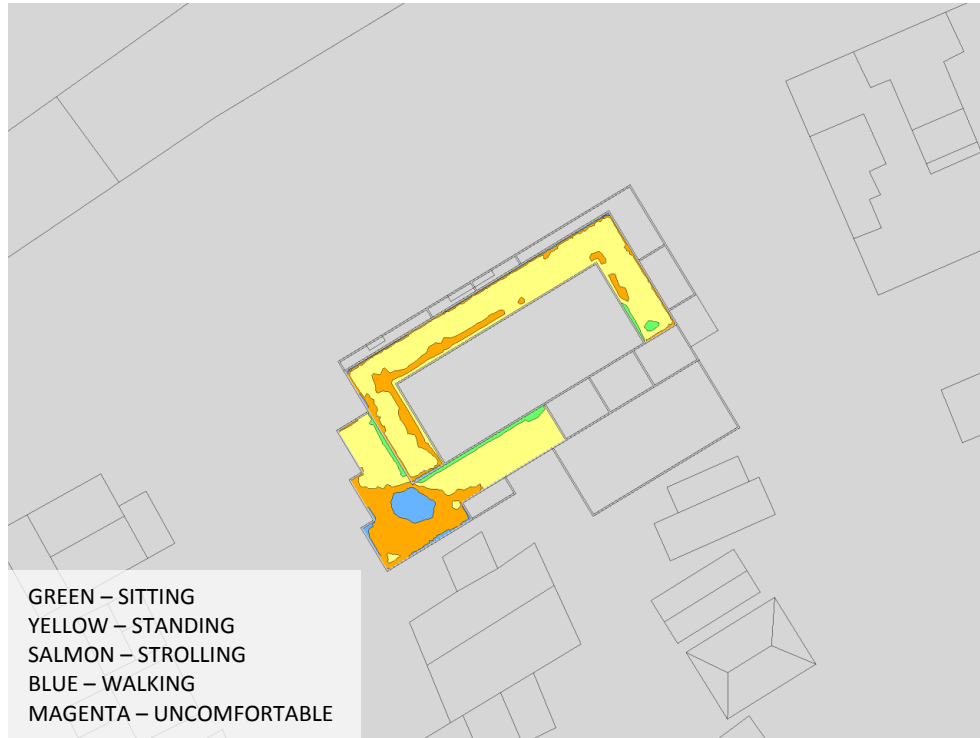 GREEN – SITTING
YELLOW – STANDING
SALMON – STROLLING
BLUE – WALKING
MAGENTA – UNCOMFORTABLE